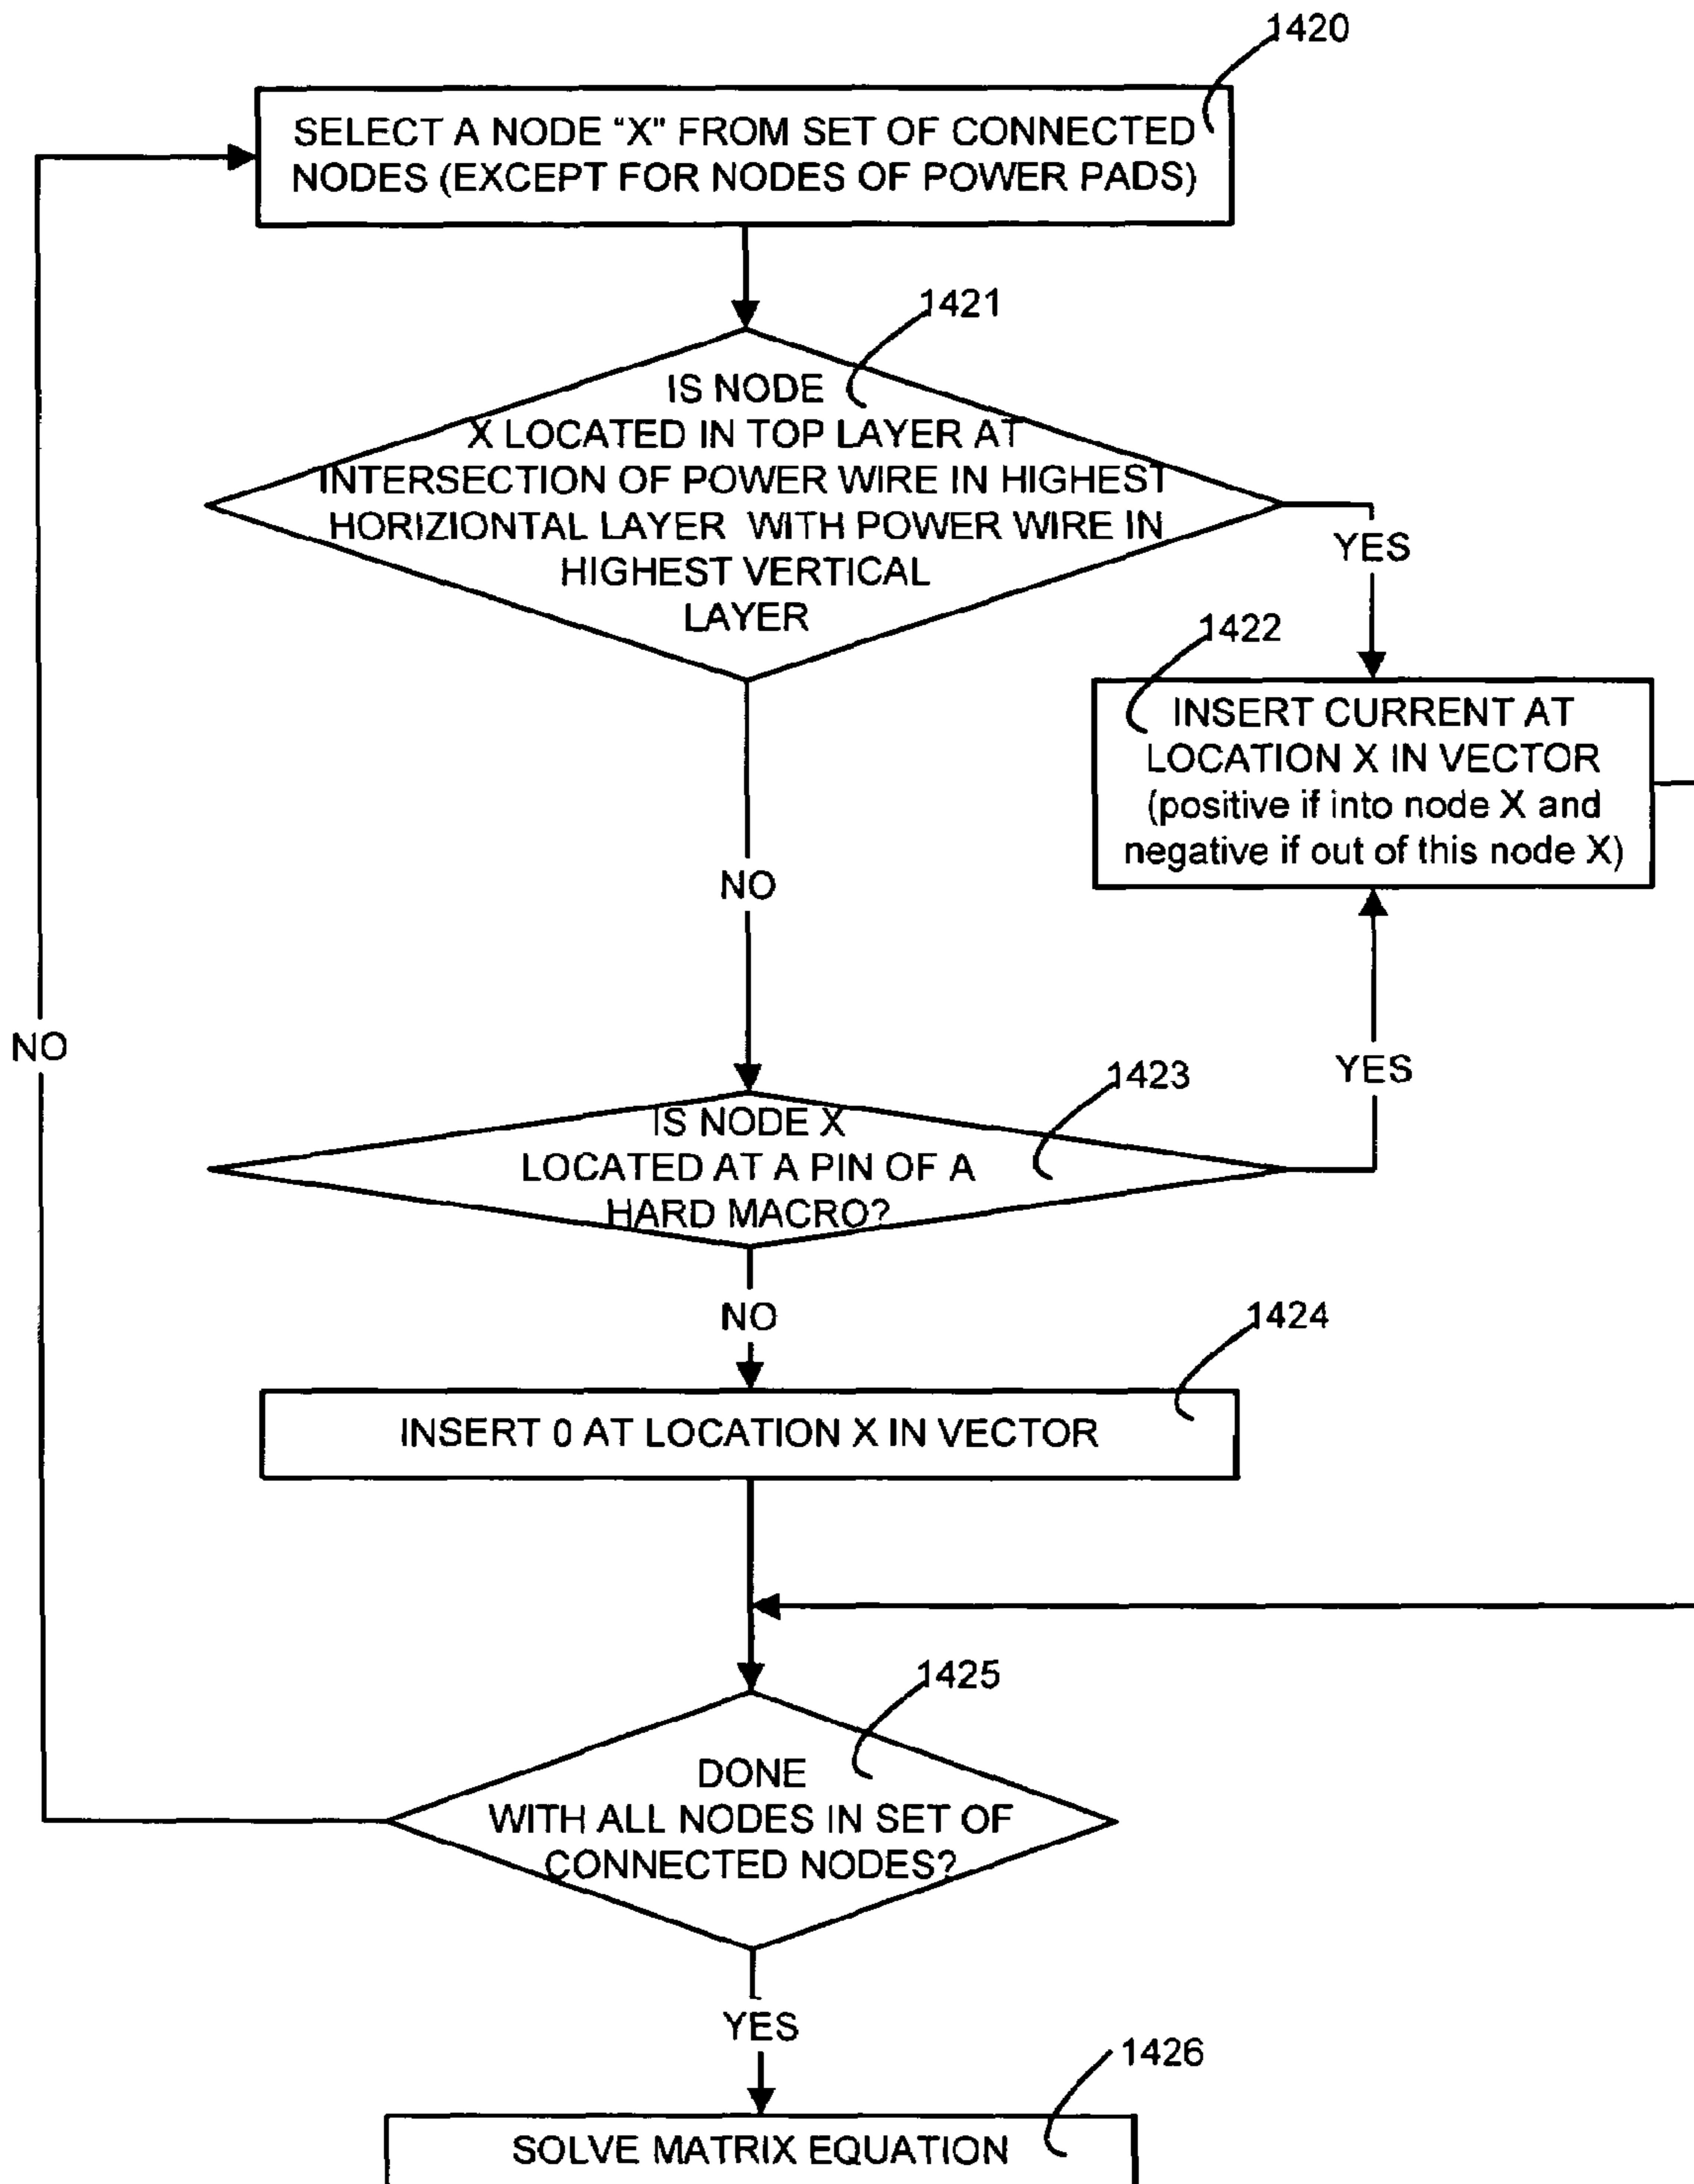 1420
SELECT A NODE "X" FROM SET OF CONNECTED
NODES (EXCEPT FOR NODES OF POWER PADS)
1421
IS NODE
X LOCATED IN TOP LAYER AT
INTERSECTION OF POWER WIRE IN HIGHEST
HORIZIONTAL LAYER WITH POWER WIRE IN
HIGHEST VERTICAL
LAYER
YES
1422
INSERT CURRENT AT
LOCATION X IN VECTOR
(positive if into node X and
negative if out of this node X)
NO
NO
YES
1423
IS NODE X
LOCATED AT A PIN OF A
HARD MACRO?
NO
1424
INSERT 0 AT LOCATION X IN VECTOR
1425
DONE
WITH ALL NODES IN SET OF
CONNECTED NODES?
YES
1426
SOLVE MATRIX EQUATION